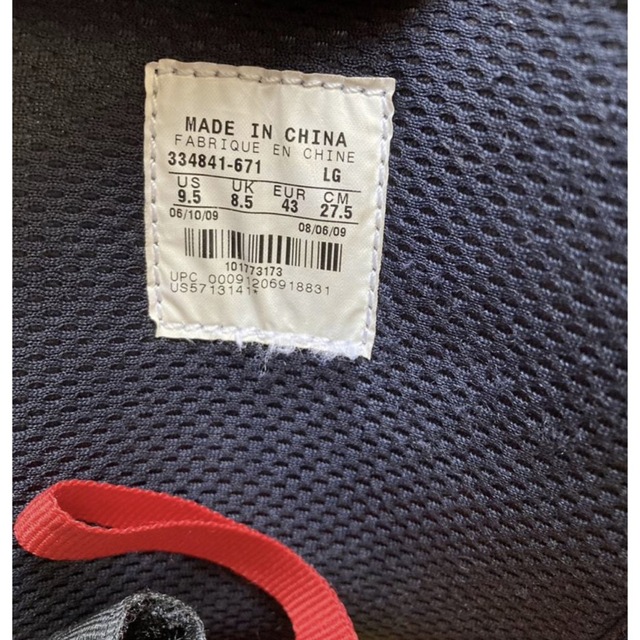 MADE IN CHINA
FABRIQUE EN CHINE
334841-671 LG
US UK EUR CM
9.5 8.5 43 27.5
06/10/09 08/06/09
101773173
UPC 00091206918831
US5713141*